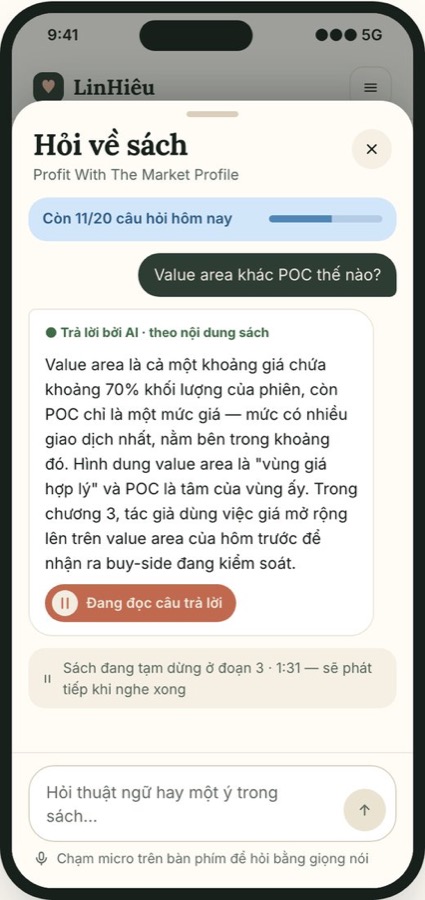 9:41
5G
LinHiêu
Hỏi về sách
Profit With The Market Profile
Còn 11/20 câu hỏi hôm nay
Value area khác POC thế nào?
Trả lời bởi AI · theo nội dung sách
Value area là cả một khoảng giá chứa
khoảng 70% khối lượng của phiên, còn
POC chỉ là một mức giá — mức có nhiều
giao dịch nhất, nằm bên trong khoảng
đó. Hình dung value area là "vùng giá
hợp lý" và POC là tâm của vùng ấy. Trong
chương 3, tác giả dùng việc giá mở rộng
lên trên value area của hôm trước để
nhận ra buy-side đang kiểm soát.
Đang đọc câu trả lời
Sách đang tạm dừng ở đoạn 3 · 1:31 — sẽ phát
tiếp khi nghe xong
Hỏi thuật ngữ hay một ý trong
sách...
Chạm micro trên bàn phím để hỏi bằng giọng nói